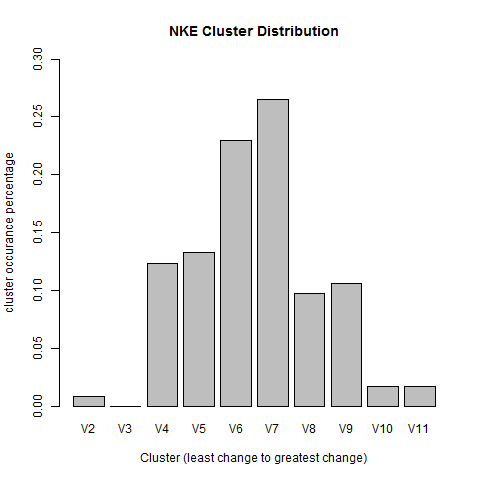 NKE Cluster Distribution
cluster occurance percentage
0.30
0.25
0.20
0.15
0.10
0.05
0.00
V2 V3 V4 V5 V6 V7 V8 V9 V10 V11
Cluster (least change to greatest change)